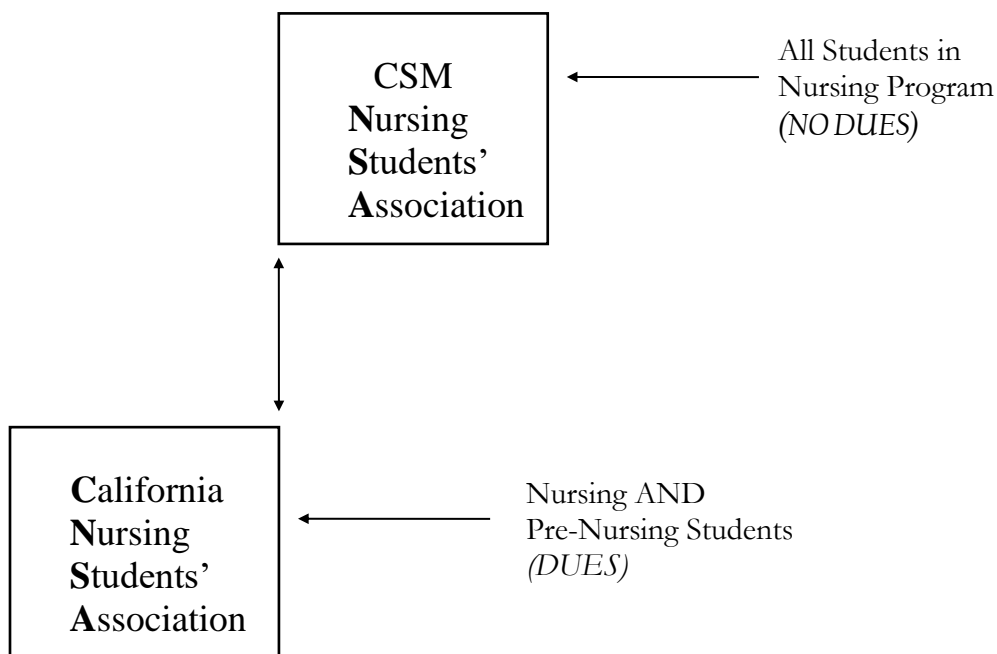 CSM
Nursing
Students’
Association
All Students in
Nursing Program
(NO DUES)
California
Nursing
Students’
Association
Nursing AND
Pre-Nursing Students
(DUES)